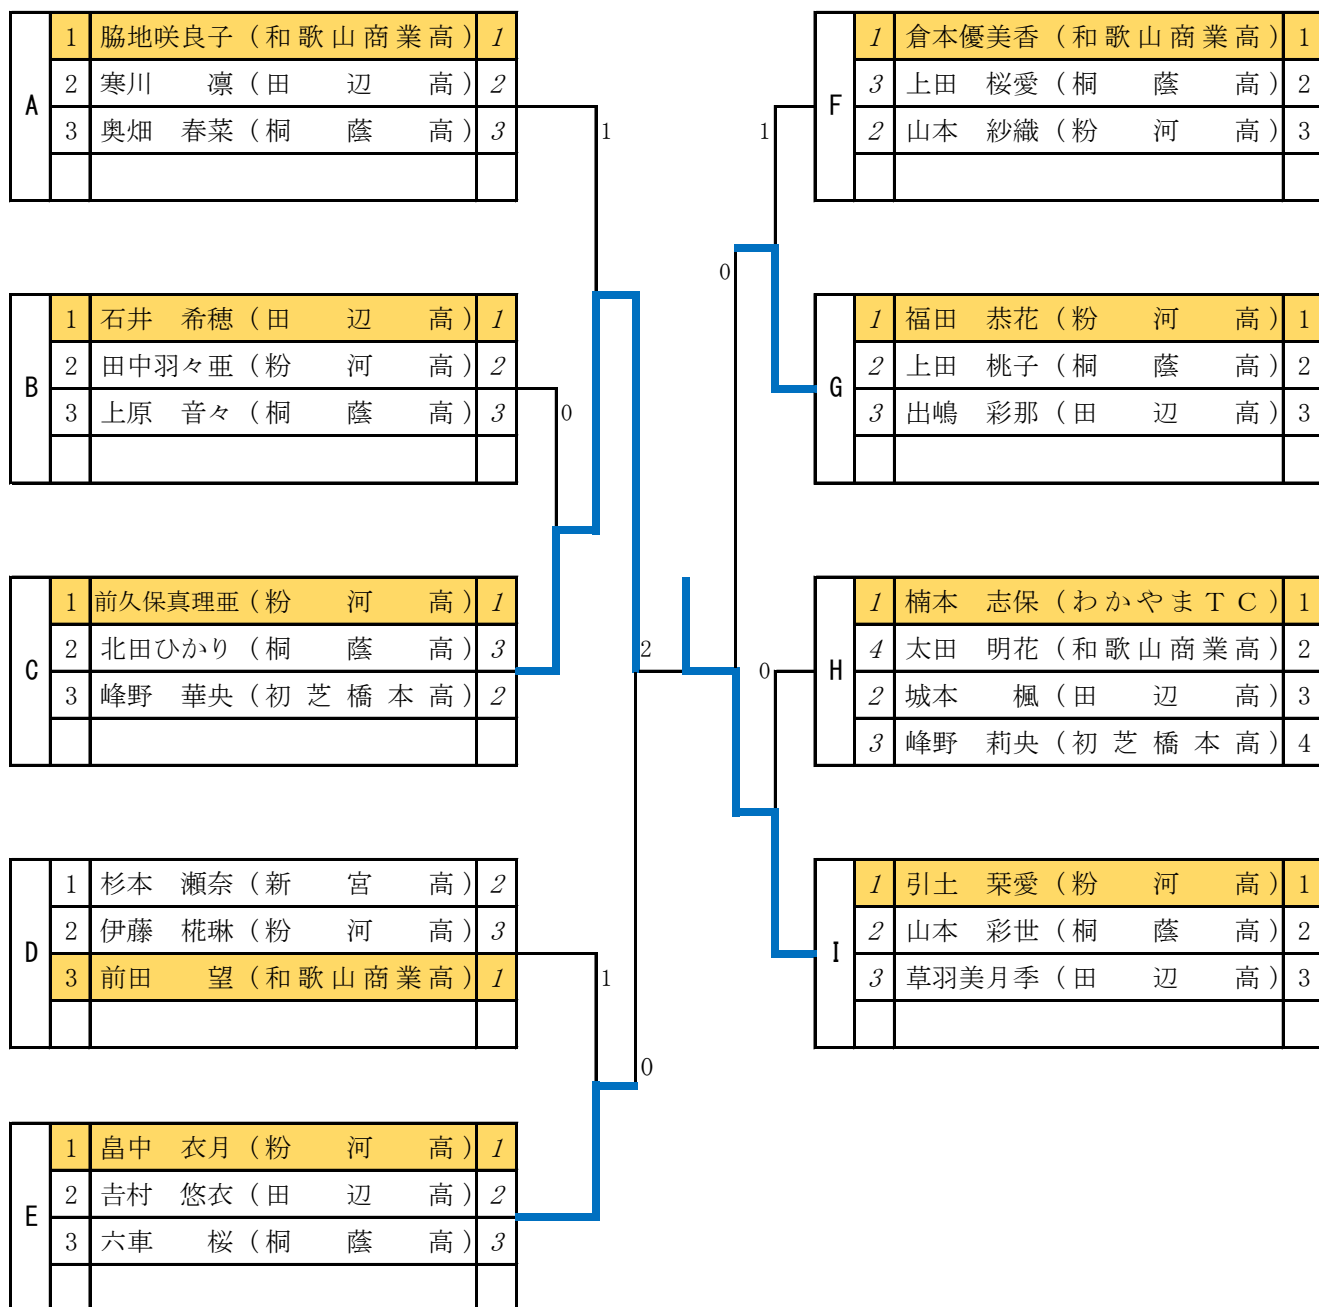 A
1 脇地咲良子（和歌山商業高） 1
2 寒川　凛（田辺高） 2
3 奥畑　春菜（桐蔭高） 3
1
B
1 石井　希穂（田辺高） 1
2 田中羽々亜（粉河高） 2
3 上原　音々（桐蔭高） 3
0
C
1 前久保真理亜（粉河高） 1
2 北田ひかり（桐蔭高） 3
3 峰野　華央（初芝橋本高） 2
2
D
1 杉本　瀬奈（新宮高） 2
2 伊藤　椛琳（粉河高） 3
3 前田　望（和歌山商業高） 1
1
0
E
1 畠中　衣月（粉河高） 1
2 吉村　悠衣（田辺高） 2
3 六車　桜（桐蔭高） 3
F
1 倉本優美香（和歌山商業高） 1
3 上田　桜愛（桐蔭高） 2
2 山本　紗織（粉河高） 3
1
0
G
1 福田　恭花（粉河高） 1
2 上田　桃子（桐蔭高） 2
3 出嶋　彩那（田辺高） 3
H
1 楠本　志保（わかやまＴＣ） 1
4 太田　明花（和歌山商業高） 2
2 城本　楓（田辺高） 3
3 峰野　莉央（初芝橋本高） 4
0
I
1 引土　栞愛（粉河高） 1
2 山本　彩世（桐蔭高） 2
3 草羽美月季（田辺高） 3